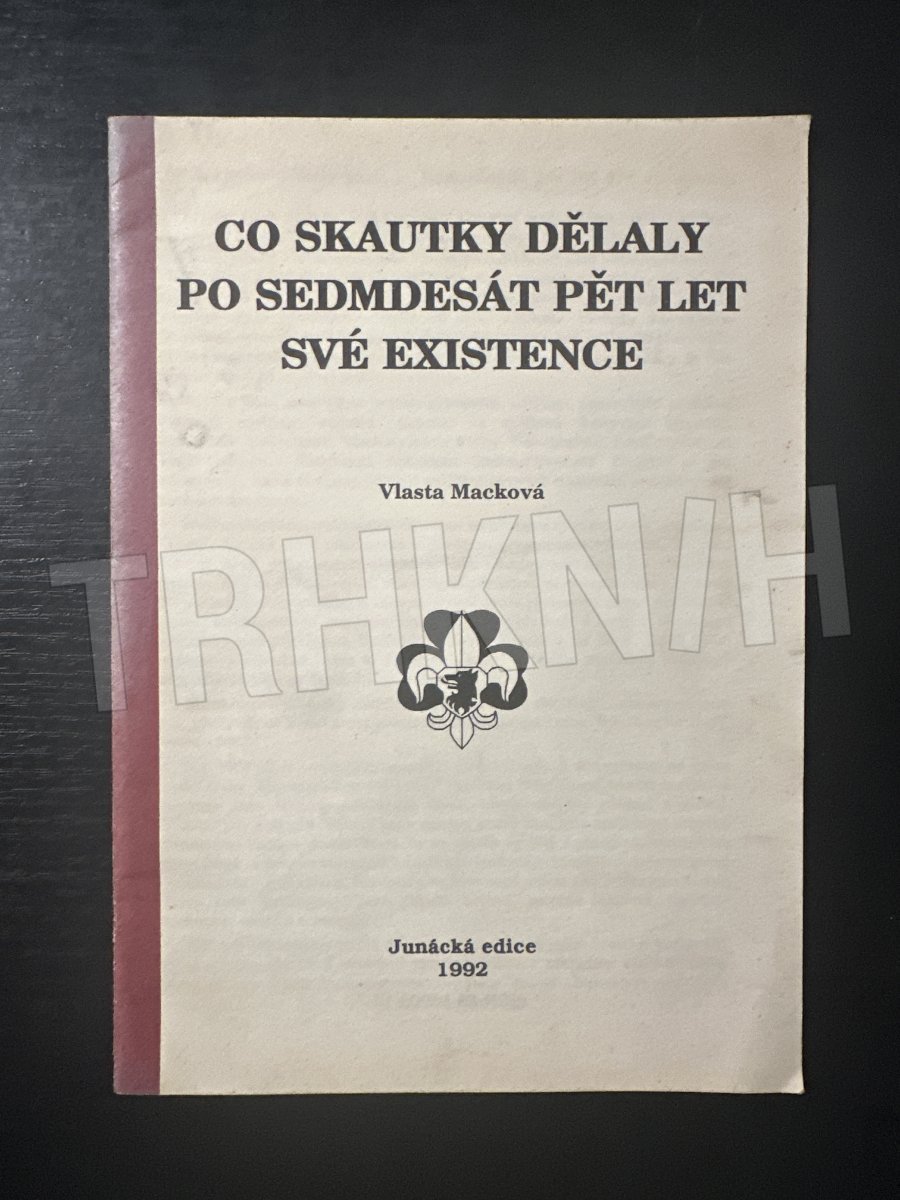 CO SKAUTKY DĚLALY
PO SEDMDESÁT PĚT LET
SVÉ EXISTENCE
Vlasta Macková
TRHKNIH
Junácká edice
1992